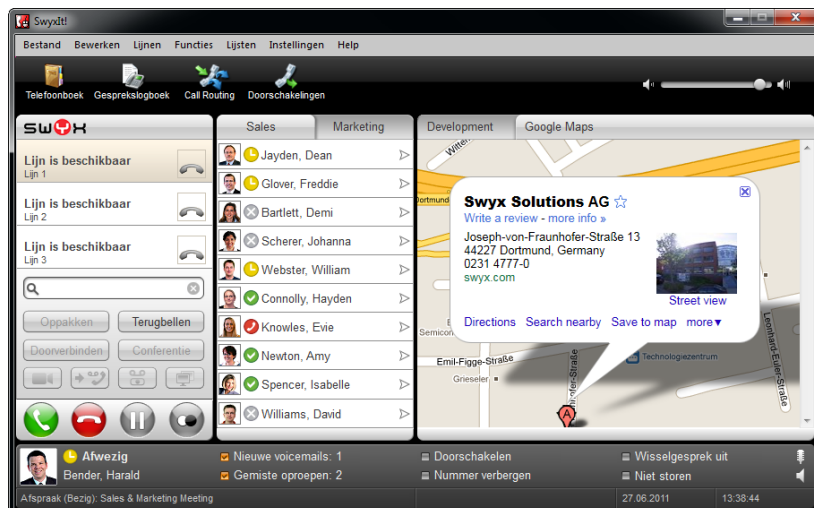 SwyxIt!
Bestand Bewerken Lijnen Functies Lijsten Instellingen Help
Telefoonboek Gesprekslogboek Call Routing Doorschakelingen
swyx
Sales Marketing
Development Google Maps
Lijn is beschikbaar
Lijn 1
Lijn is beschikbaar
Lijn 2
Lijn is beschikbaar
Lijn 3
Oppakken Terugbellen
Doorverbinden Conferentie
Jayden, Dean
Glover, Freddie
Bartlett, Demi
Scherer, Johanna
Webster, William
Connolly, Hayden
Knowles, Evie
Newton, Amy
Spencer, Isabelle
Williams, David
Swyx Solutions AG
Write a review - more info »
Joseph-von-Fraunhofer-Straße 13
44227 Dortmund, Germany
0231 4777-0
swyx.com
Street view
Directions Search nearby Save to map more▼
Emil-Figge-Straße
Technologiezentrum
Grieseler
Leonhard-Euler-Straße
A
Afwezig
Bender, Harald
Nieuwe voicemails: 1
Gemiste oproepen: 2
Doorschakelen
Nummer verbergen
Wisselgesprek uit
Niet storen
Afspraak (Bezig): Sales & Marketing Meeting
27.06.2011
13:38:44